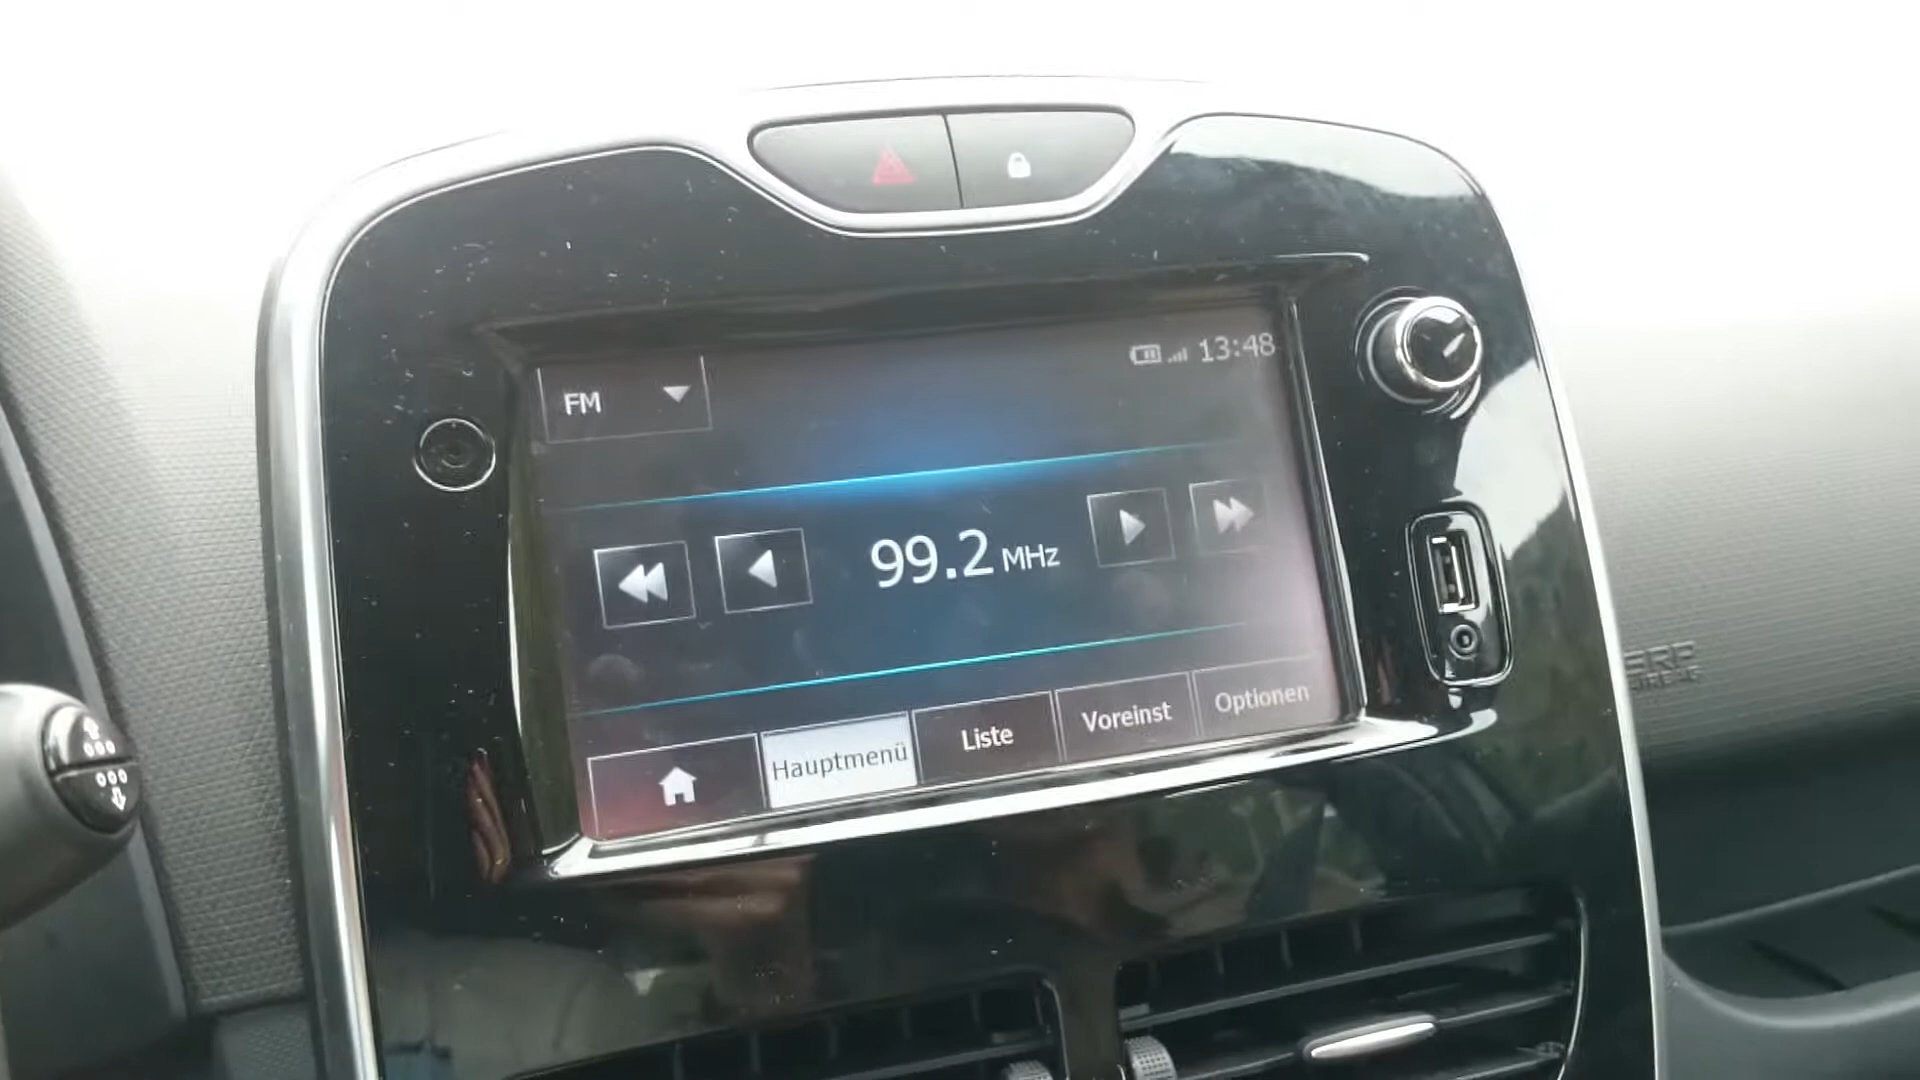 13:48
FM
99.2 MHz
Hauptmenü
Liste
Voreinst
Optionen